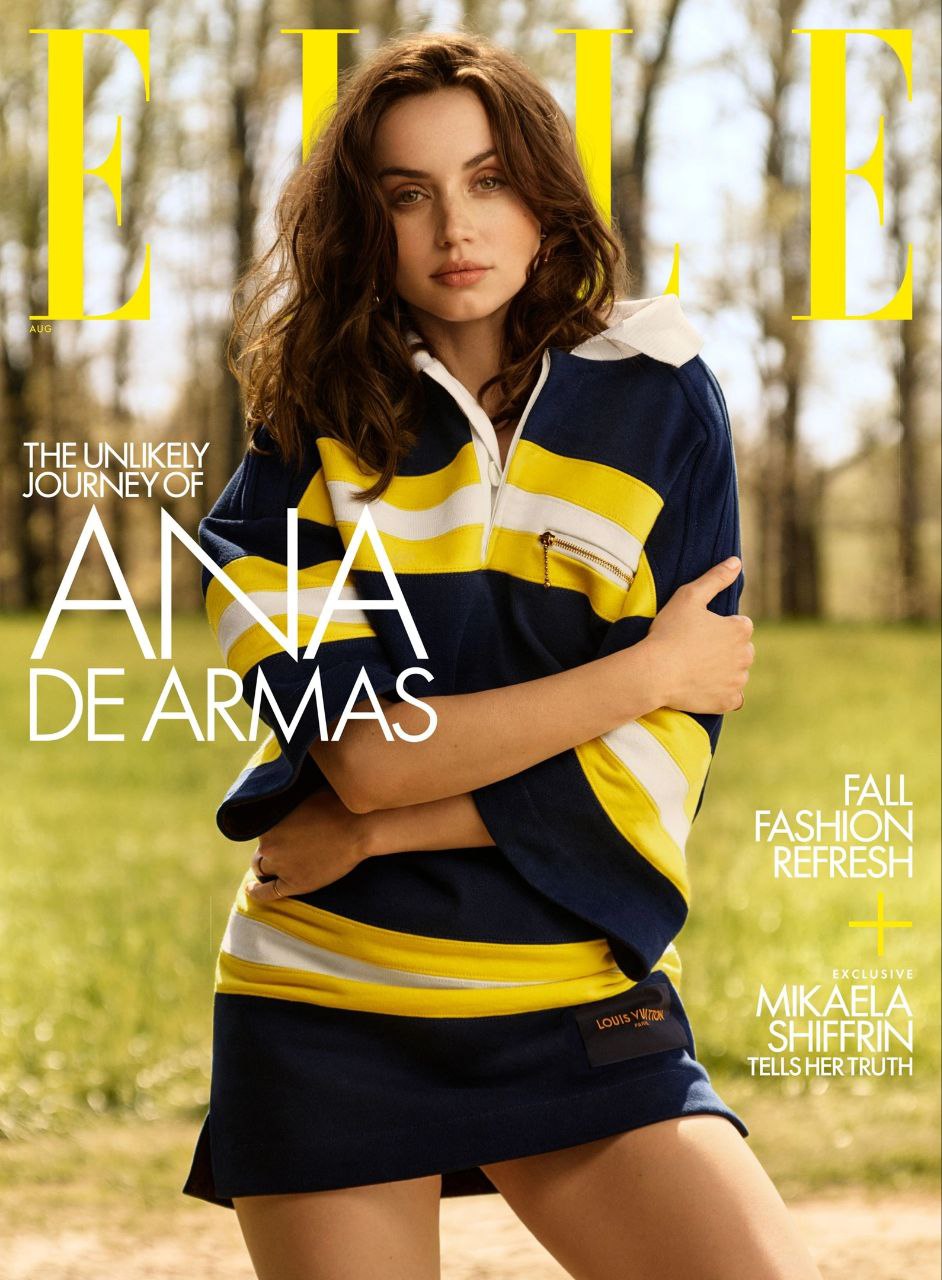 ELLE
AUG
THE UNLIKELY
JOURNEY OF
ANA
DE ARMAS
FALL
FASHION
REFRESH
+
EXCLUSIVE
MIKAELA
SHIFFRIN
TELLS HER TRUTH
LOUIS VUITTON
PARIS